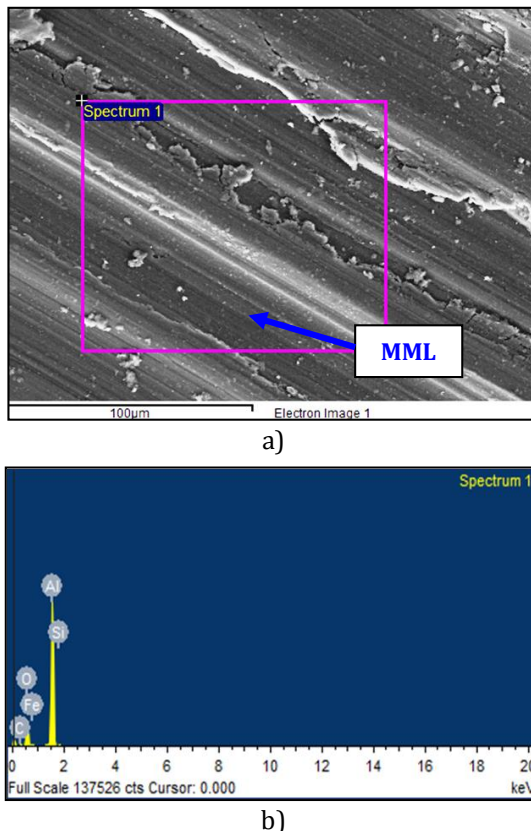 Spectrum 1
MML
100µm Electron Image 1
a)
Spectrum 1
Al
Si
O
Fe
C
0 2 4 6 8 10 12 14 16 18 20
Full Scale 137526 cts Cursor: 0.000 keV
b)